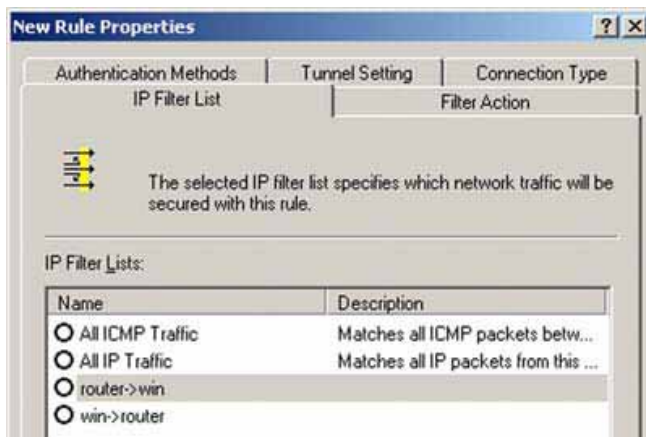 New Rule Properties
? X
Authentication Methods Tunnel Setting Connection Type
IP Filter List Filter Action
The selected IP filter list specifies which network traffic will be
secured with this rule.
IP Filter Lists:
Name Description
All ICMP Traffic Matches all ICMP packets betw...
All IP Traffic Matches all IP packets from this ...
router->win
win->router